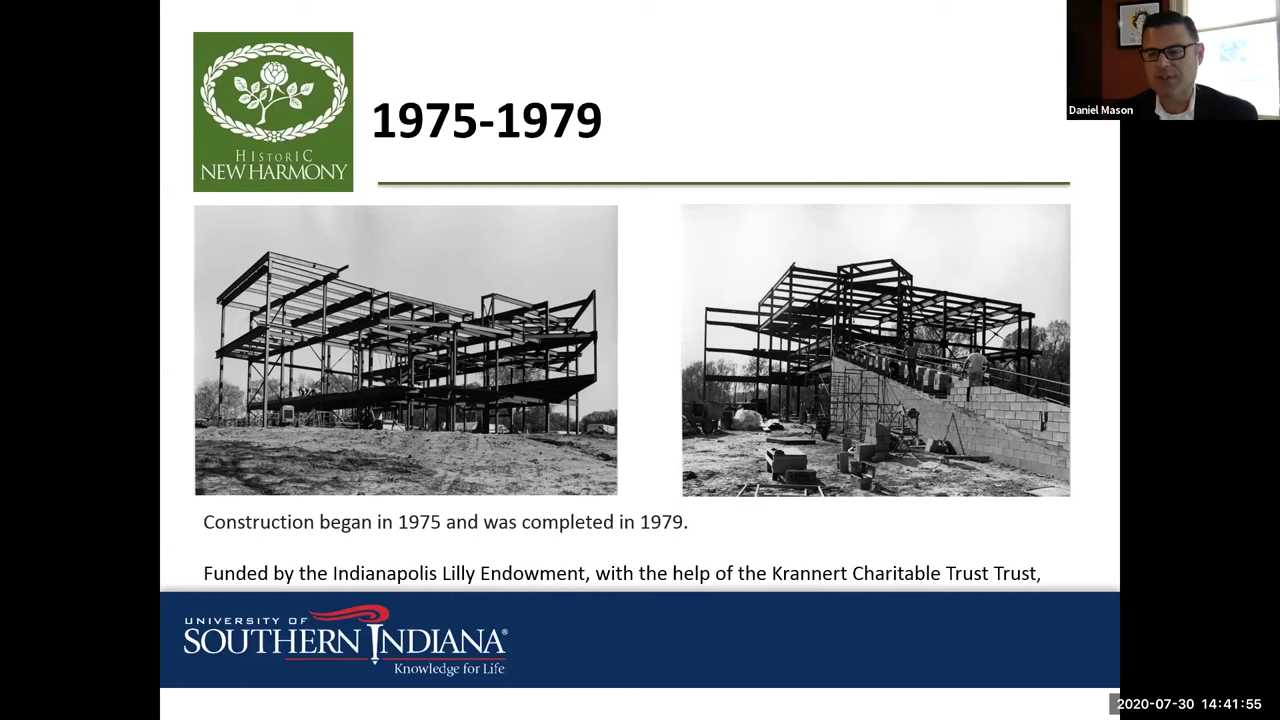 HISTORIC
NEW HARMONY
1975-1979
Daniel Mason
Construction began in 1975 and was completed in 1979.
Funded by the Indianapolis Lilly Endowment, with the help of the Krannert Charitable Trust Trust,
UNIVERSITY OF
SOUTHERN INDIANA®
Knowledge for Life
2020-07-30 14:41:55